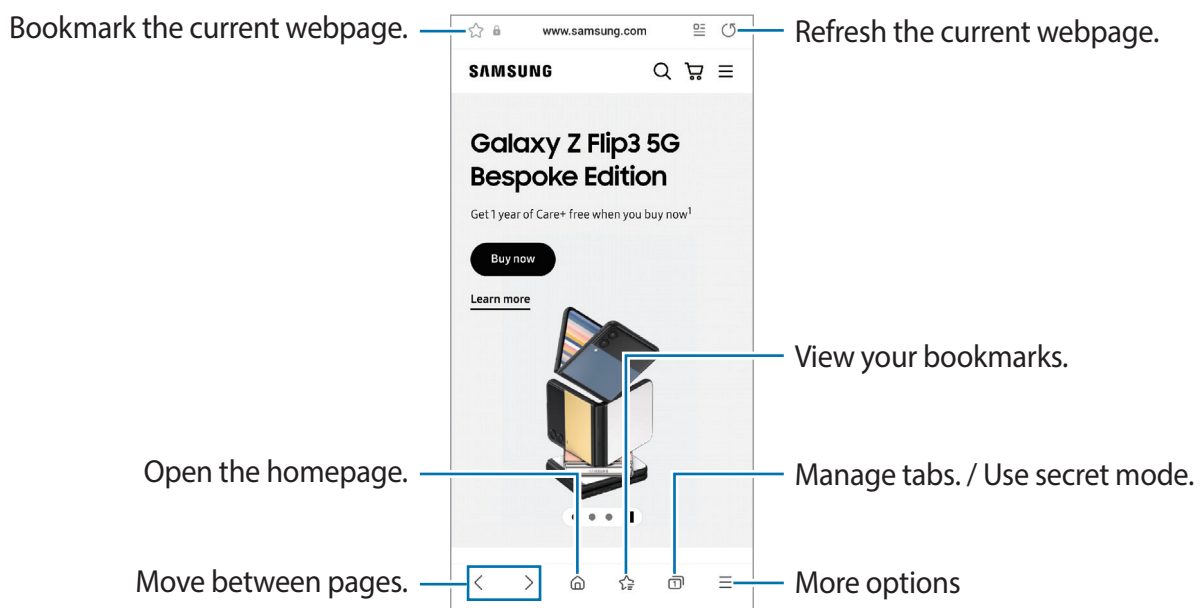 Bookmark the current webpage.
www.samsung.com
Refresh the current webpage.
SAMSUNG
Galaxy Z Flip3 5G
Bespoke Edition
Get 1 year of Care+ free when you buy now1
Buy now
Learn more
View your bookmarks.
SAMSUNG
Open the homepage.
Manage tabs. / Use secret mode.
Move between pages.
1
More options